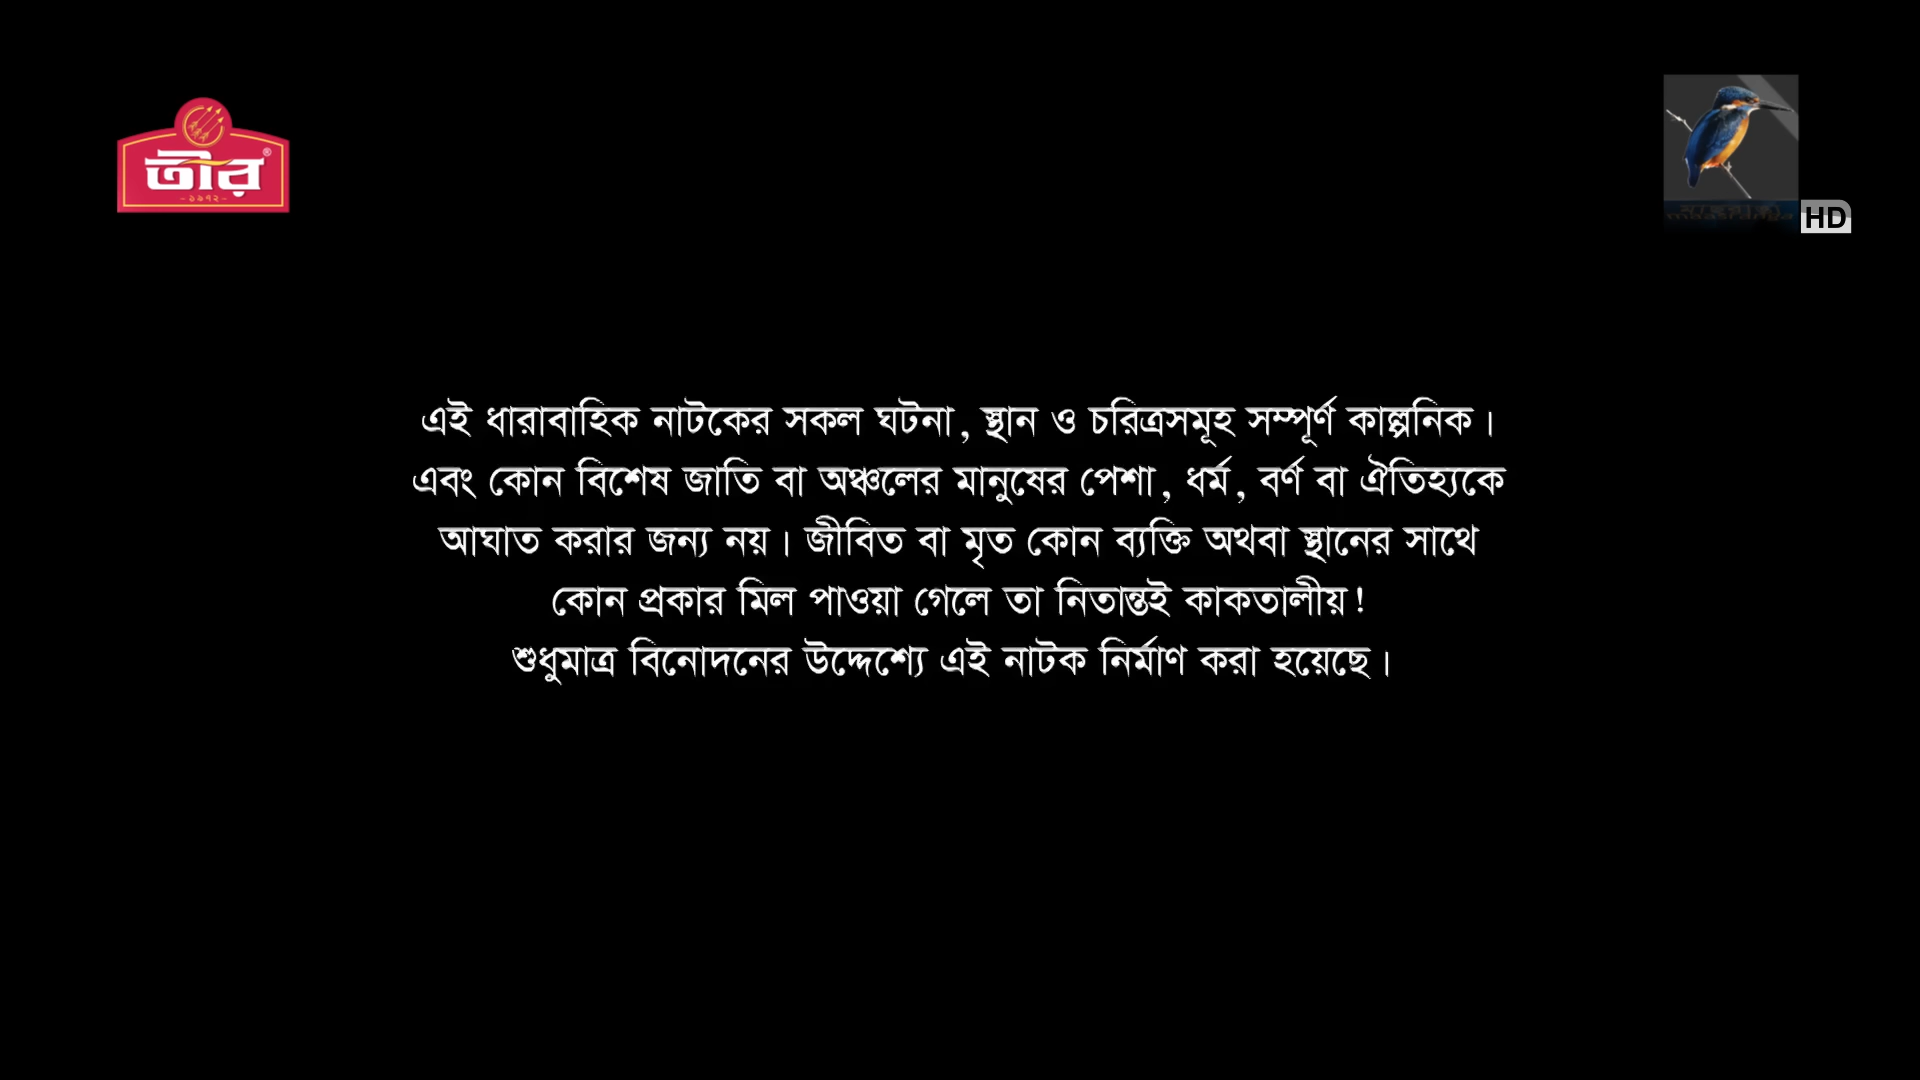 তীর
®
-১৯৭২-
HD
এই ধারাবাহিক নাটকের সকল ঘটনা, স্থান ও চরিত্রসমূহ সম্পূর্ণ কাল্পনিক।
এবং কোন বিশেষ জাতি বা অঞ্চলের মানুষের পেশা, ধর্ম, বর্ণ বা ঐতিহ্যকে
আঘাত করার জন্য নয়। জীবিত বা মৃত কোন ব্যক্তি অথবা স্থানের সাথে
কোন প্রকার মিল পাওয়া গেলে তা নিতান্তই কাকতালীয়!
শুধুমাত্র বিনোদনের উদ্দেশ্যে এই নাটক নির্মাণ করা হয়েছে।